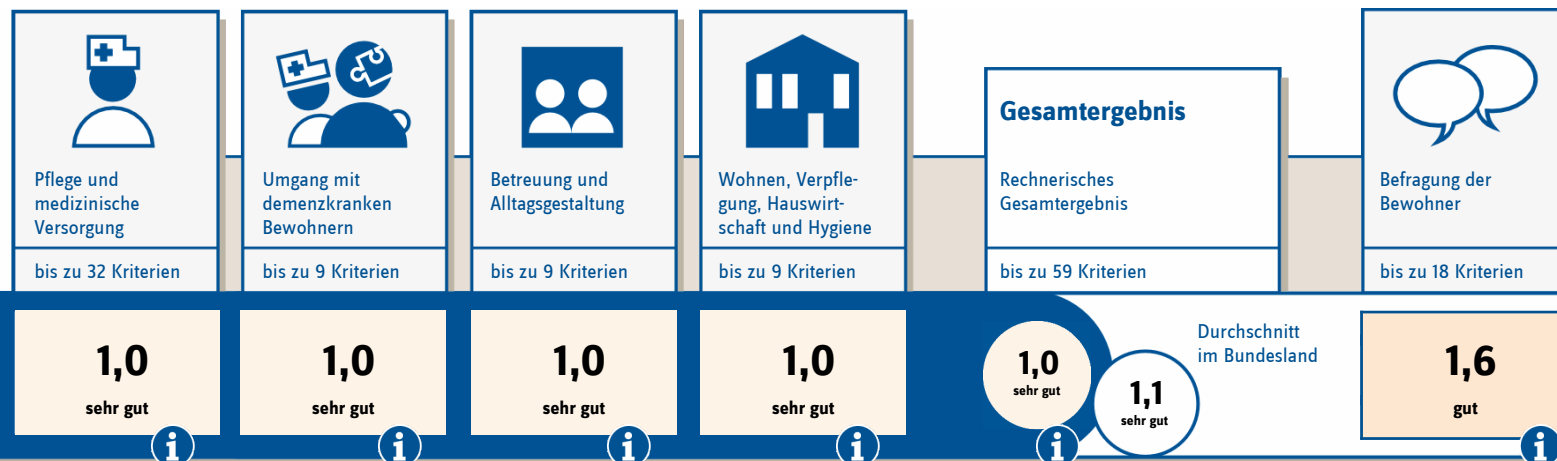 Pflege und
medizinische
Versorgung
bis zu 32 Kriterien
1,0
sehr gut
i
Umgang mit
demenzkranken
Bewohnern
bis zu 9 Kriterien
1,0
sehr gut
i
Betreuung und
Alltagsgestaltung
bis zu 9 Kriterien
1,0
sehr gut
i
Wohnen, Verpfle-
gung, Hauswirt-
schaft und Hygiene
bis zu 9 Kriterien
1,0
sehr gut
i
Gesamtergebnis
Rechnerisches
Gesamtergebnis
bis zu 59 Kriterien
1,0
sehr gut
i
1,1
sehr gut
Durchschnitt
im Bundesland
Befragung der
Bewohner
bis zu 18 Kriterien
1,6
gut
i